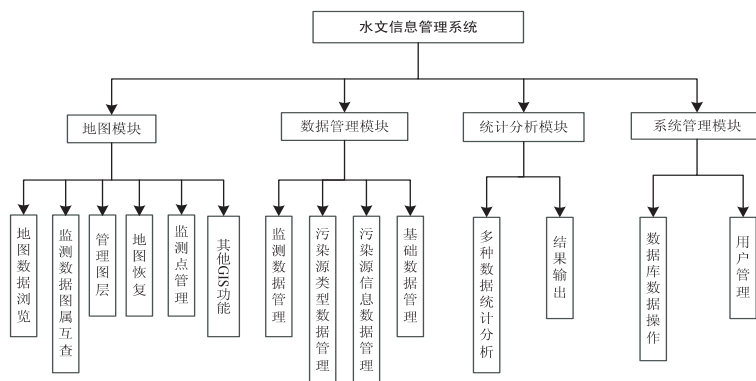 水文信息管理系统
地图模块
数据管理模块
统计分析模块
系统管理模块
地图数据浏览
监测数据图属互查
管理图层
地图恢复
监测点管理
其他GIS功能
监测数据管理
污染源类型数据管理
污染源信息数据管理
基础数据管理
多种数据统计分析
结果输出
数据库数据操作
用户管理